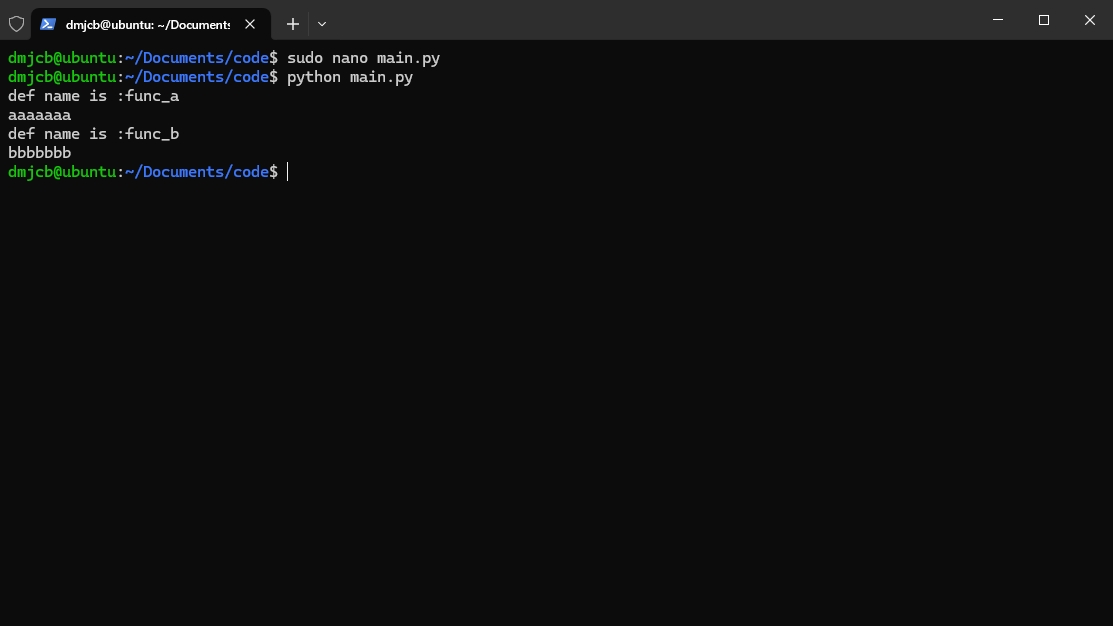 dmjcb@ubuntu: ~/Documents
dmjcb@ubuntu:~/Documents/code$ sudo nano main.py
dmjcb@ubuntu:~/Documents/code$ python main.py
def name is :func_a
aaaaaaa
def name is :func_b
bbbbbbb
dmjcb@ubuntu:~/Documents/code$